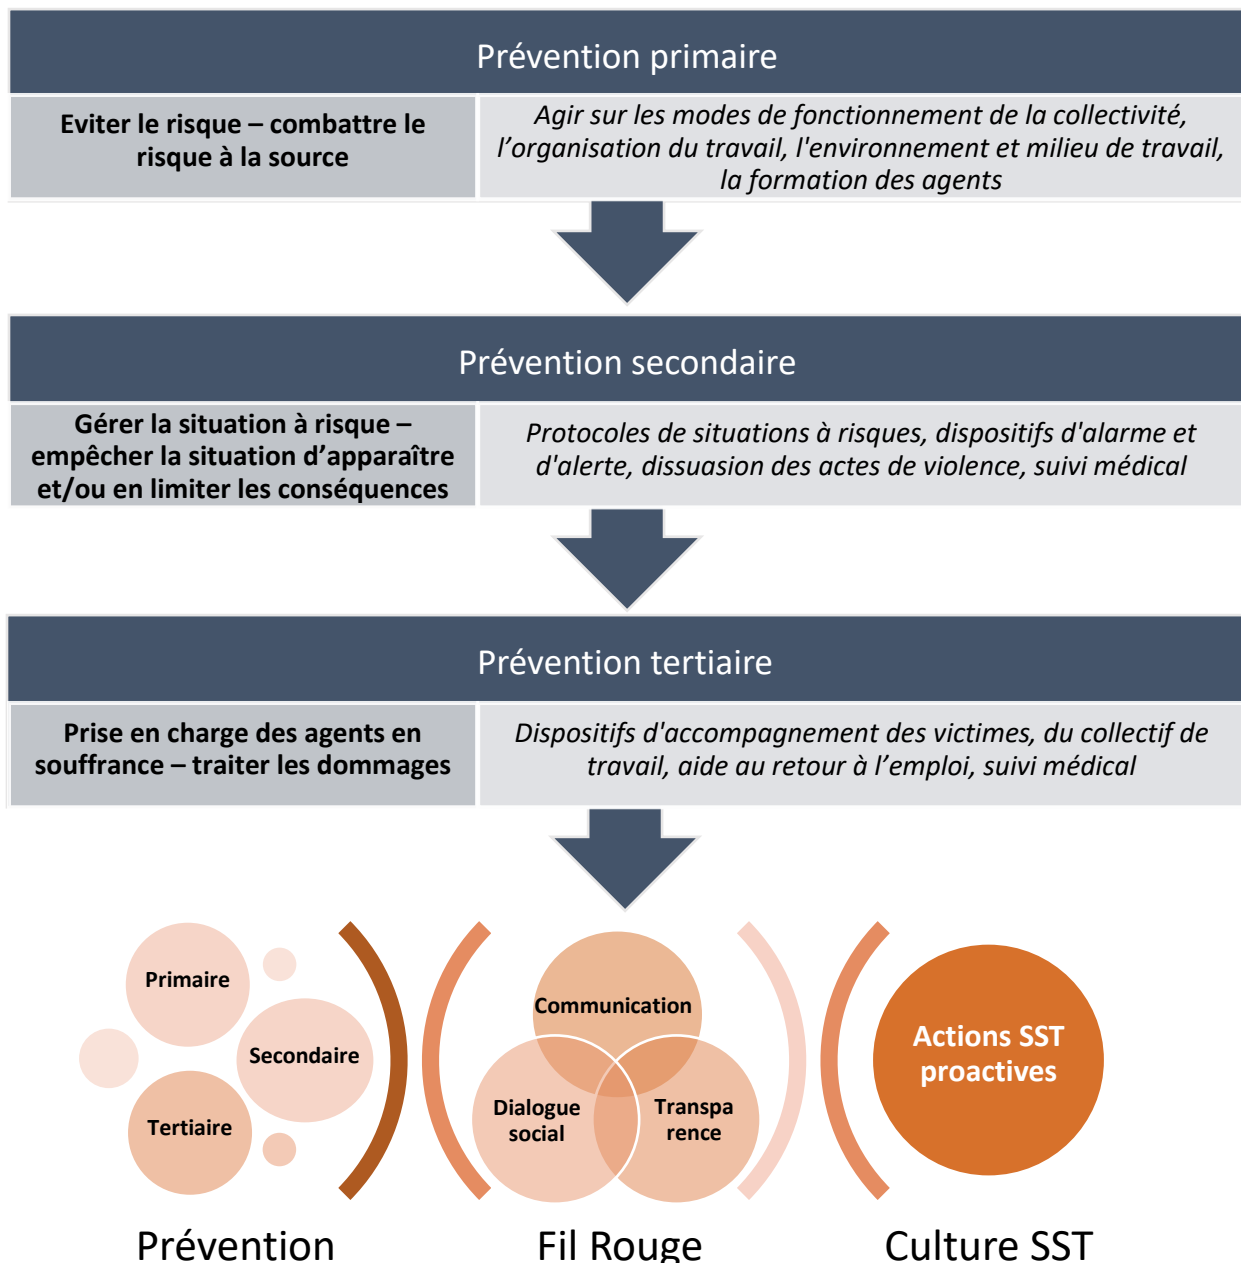 Prévention primaire
Eviter le risque – combattre le
risque à la source
Agir sur les modes de fonctionnement de la collectivité,
l’organisation du travail, l'environnement et milieu de travail,
la formation des agents
Prévention secondaire
Gérer la situation à risque –
empêcher la situation d’apparaître
et/ou en limiter les conséquences
Protocoles de situations à risques, dispositifs d'alarme et
d'alerte, dissuasion des actes de violence, suivi médical
Prévention tertiaire
Prise en charge des agents en
souffrance – traiter les dommages
Dispositifs d'accompagnement des victimes, du collectif de
travail, aide au retour à l’emploi, suivi médical
Primaire
Secondaire
Tertiaire
Communication
Dialogue
social
Transpa
rence
Actions SST
proactives
Prévention
Fil Rouge
Culture SST